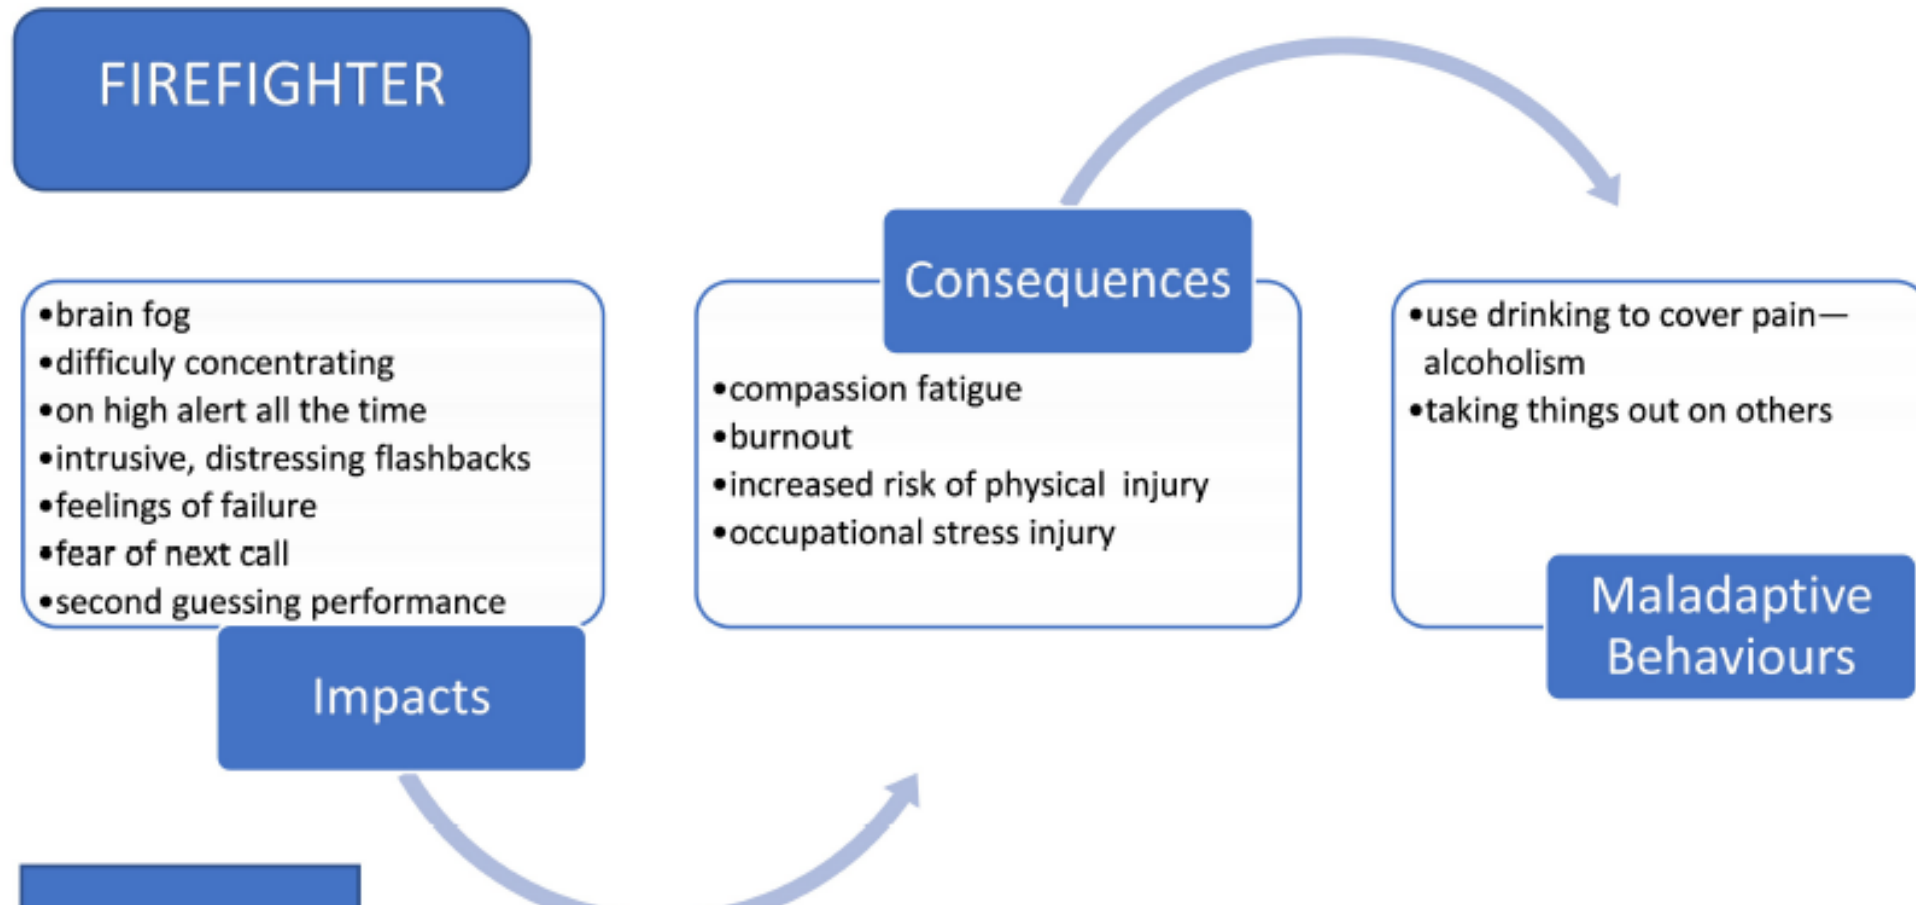 FIREFIGHTER
•brain fog
•difficuly concentrating
•on high alert all the time
•intrusive, distressing flashbacks
•feelings of failure
•fear of next call
•second guessing performance
Impacts
Consequences
•compassion fatigue
•burnout
•increased risk of physical  injury
•occupational stress injury
•use drinking to cover pain—
alcoholism
•taking things out on others
Maladaptive
Behaviours